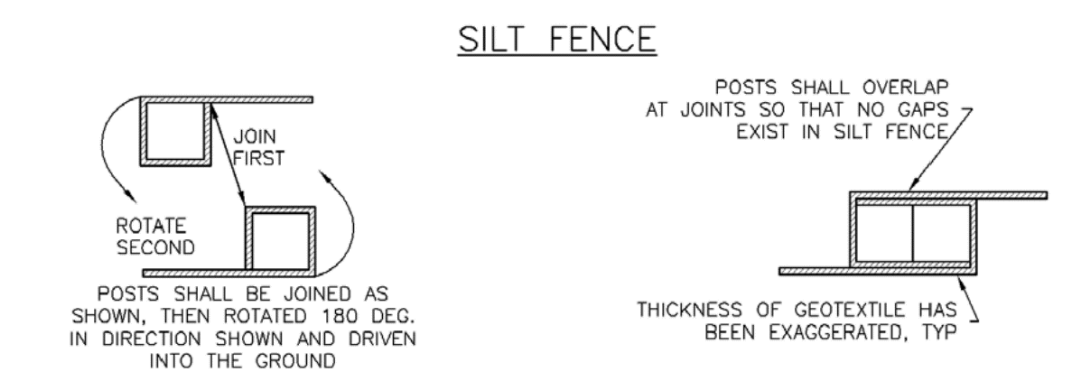 SILT FENCE
JOIN
FIRST
ROTATE
SECOND
POSTS SHALL BE JOINED AS
SHOWN, THEN ROTATED 180 DEG.
IN DIRECTION SHOWN AND DRIVEN
INTO THE GROUND
POSTS SHALL OVERLAP
AT JOINTS SO THAT NO GAPS
EXIST IN SILT FENCE
THICKNESS OF GEOTEXTILE HAS
BEEN EXAGGERATED, TYP